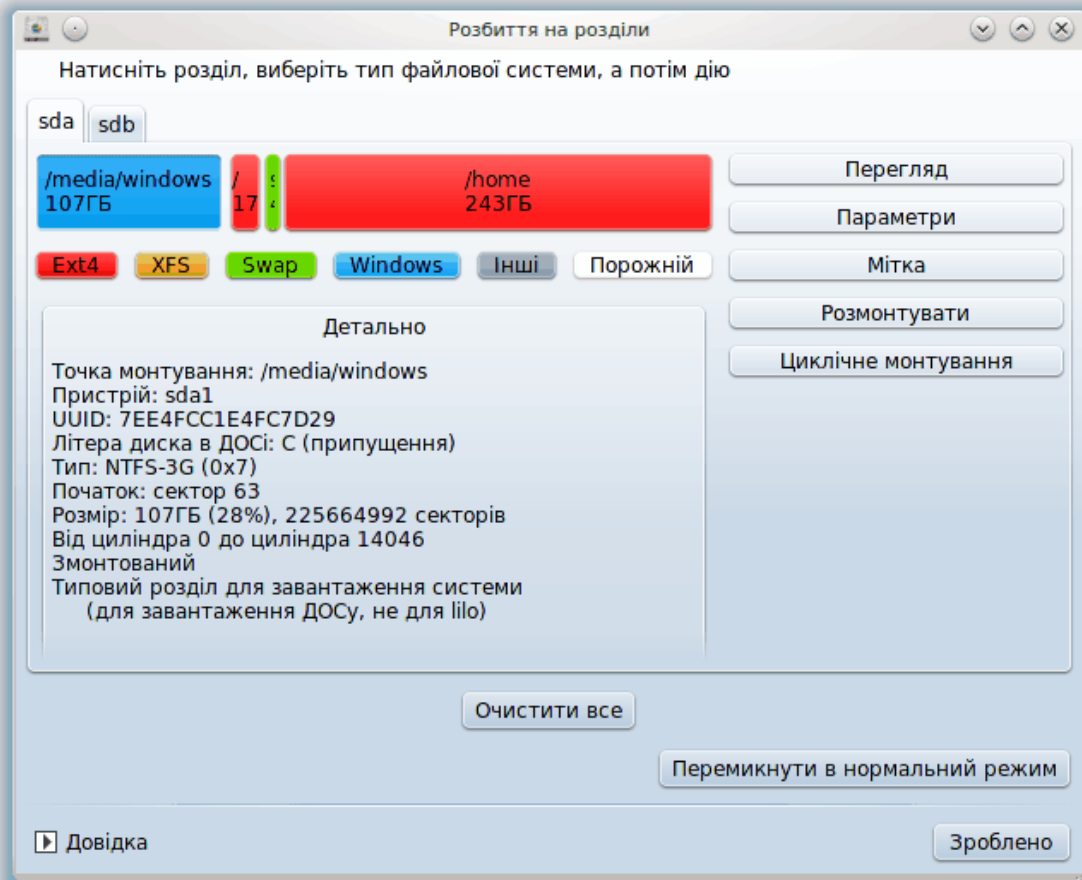 Розбиття на розділи
Натисніть розділ, виберіть тип файлової системи, а потім дію
sda
sdb
/media/windows
107ГБ
/
17
/home
243ГБ
Ext4
XFS
Swap
Windows
Інші
Порожній
Перегляд
Параметри
Мітка
Розмонтувати
Циклічне монтування
Детально
Точка монтування: /media/windows
Пристрій: sda1
UUID: 7EE4FCC1E4FC7D29
Літера диска в ДОСі: C (припущення)
Тип: NTFS-3G (0x7)
Початок: сектор 63
Розмір: 107ГБ (28%), 225664992 секторів
Від циліндра 0 до циліндра 14046
Змонтований
Типовий розділ для завантаження системи
(для завантаження ДОСу, не для lilo)
Очистити все
Перемикнути в нормальний режим
Довідка
Зроблено